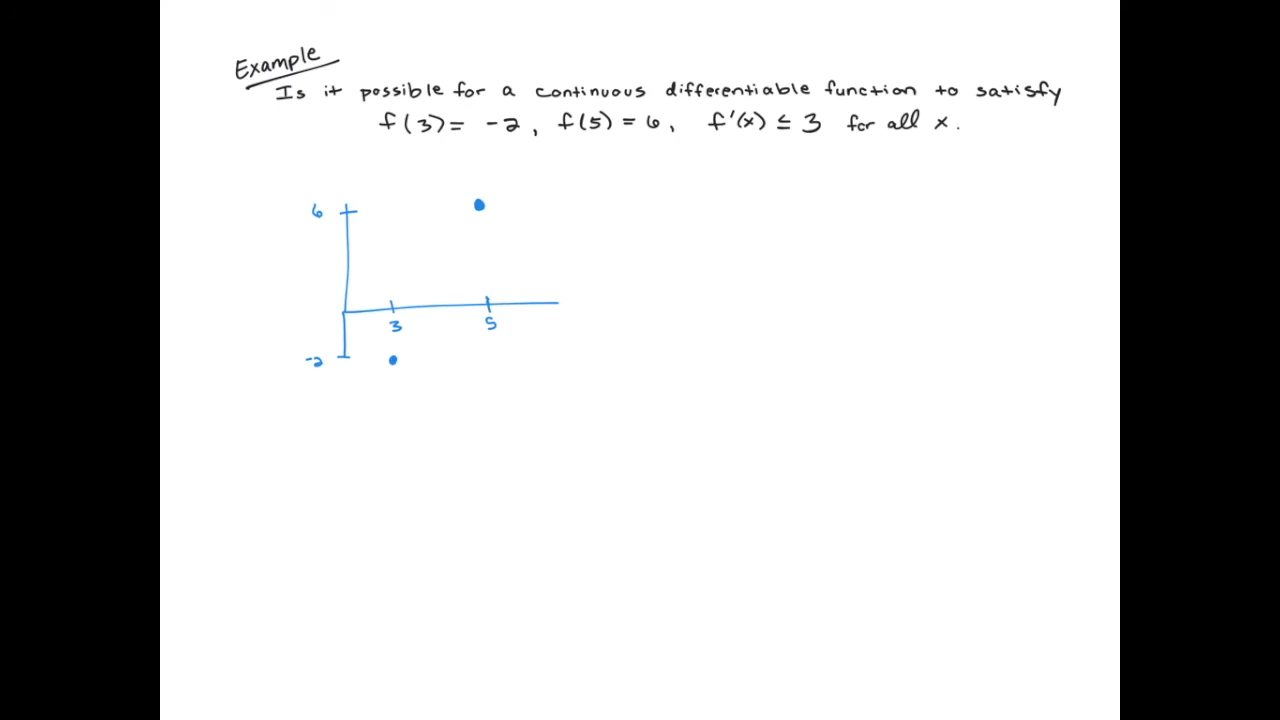 Example
Is it possible for a continuous differentiable function to satisfy
f(3) = -2, f(5) = 6, f'(x) ≤ 3 for all x.
6
3 5
-2